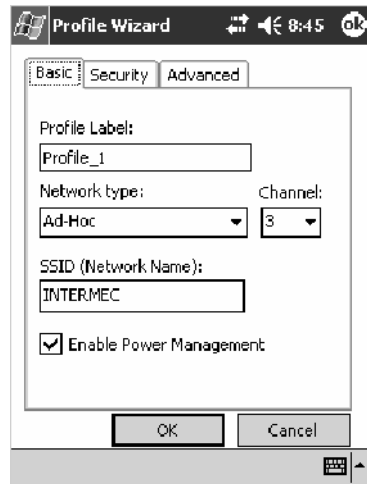 Profile Wizard 8:45 ok
Basic Security Advanced
Profile Label:
Profile_1
Network type: Channel:
Ad-Hoc 3
SSID (Network Name):
INTERMEC
Enable Power Management
OK Cancel